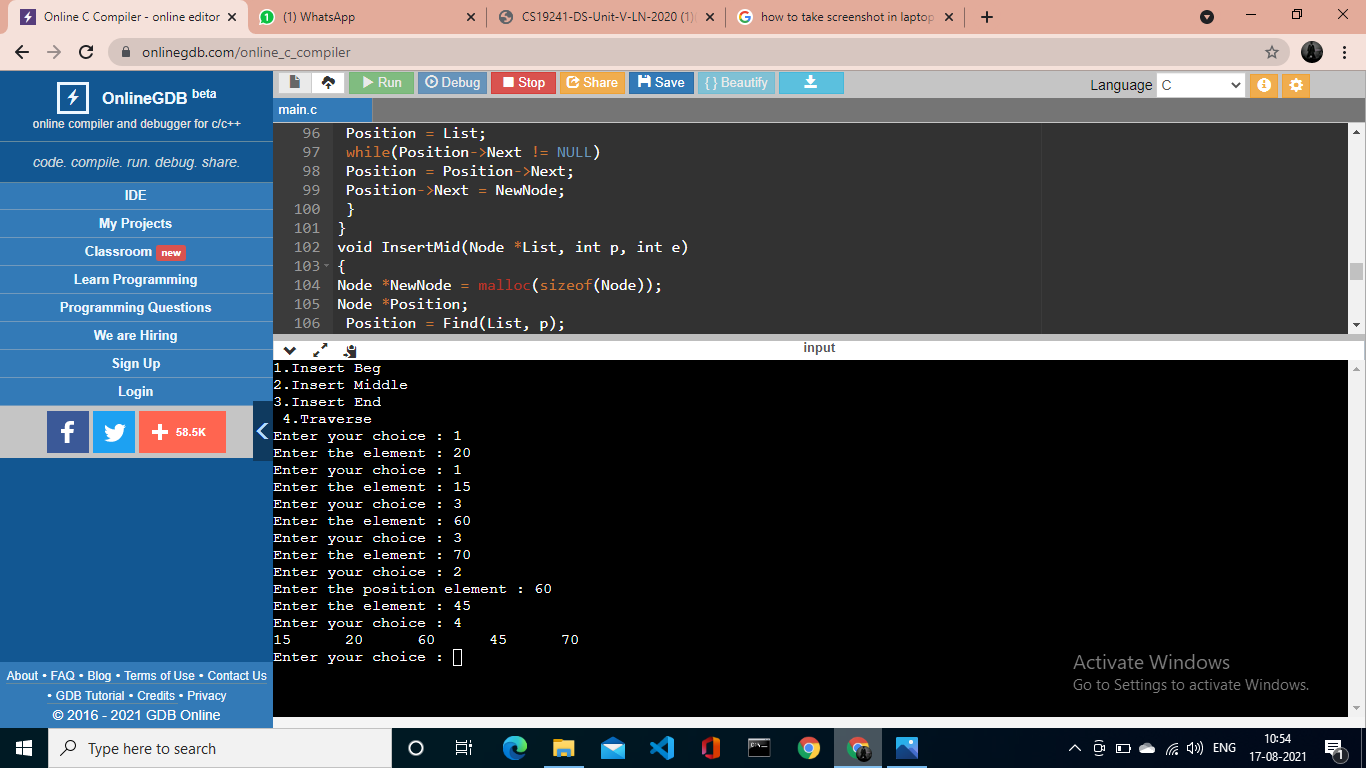 Online C Compiler - online editor
(1) WhatsApp
CS19241-DS-Unit-V-LN-2020 (1)
how to take screenshot in laptop
onlinegdb.com/online_c_compiler
OnlineGDB beta
online compiler and debugger for c/c++
code. compile. run. debug. share.
IDE
My Projects
Classroom new
Learn Programming
Programming Questions
We are Hiring
Sign Up
Login
58.5K
About • FAQ • Blog • Terms of Use • Contact Us
• GDB Tutorial • Credits • Privacy
© 2016 - 2021 GDB Online
Run Debug Stop Share Save {} Beautify
Language C
main.c
96 Position = List;
97 while(Position->Next != NULL)
98 Position = Position->Next;
99 Position->Next = NewNode;
100 }
101 }
102 void InsertMid(Node *List, int p, int e)
103 {
104 Node *NewNode = malloc(sizeof(Node));
105 Node *Position;
106 Position = Find(List, p);
input
1.Insert Beg
2.Insert Middle
3.Insert End
4.Traverse
Enter your choice : 1
Enter the element : 20
Enter your choice : 1
Enter the element : 15
Enter your choice : 3
Enter the element : 60
Enter your choice : 3
Enter the element : 70
Enter your choice : 2
Enter the position element : 60
Enter the element : 45
Enter your choice : 4
15 20 60 45 70
Enter your choice :
Activate Windows
Go to Settings to activate Windows.
Type here to search
ENG
10:54
17-08-2021
1